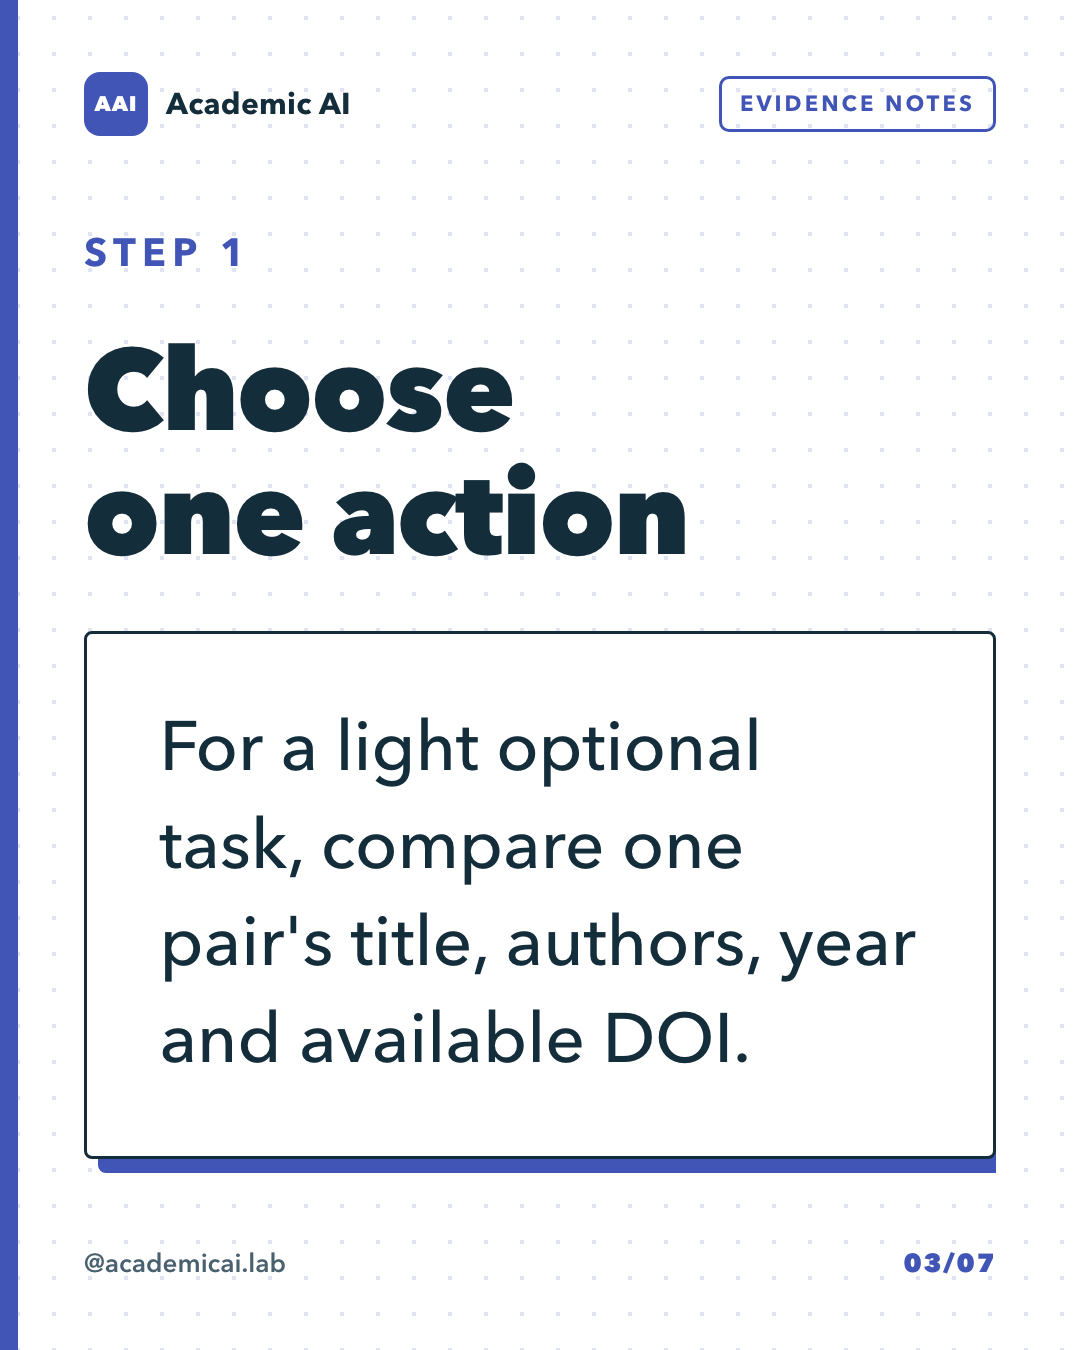 AAI Academic AI
EVIDENCE NOTES
STEP 1
Choose
one action
For a light optional
task, compare one
pair's title, authors, year
and available DOI.
@academicai.lab
03/07